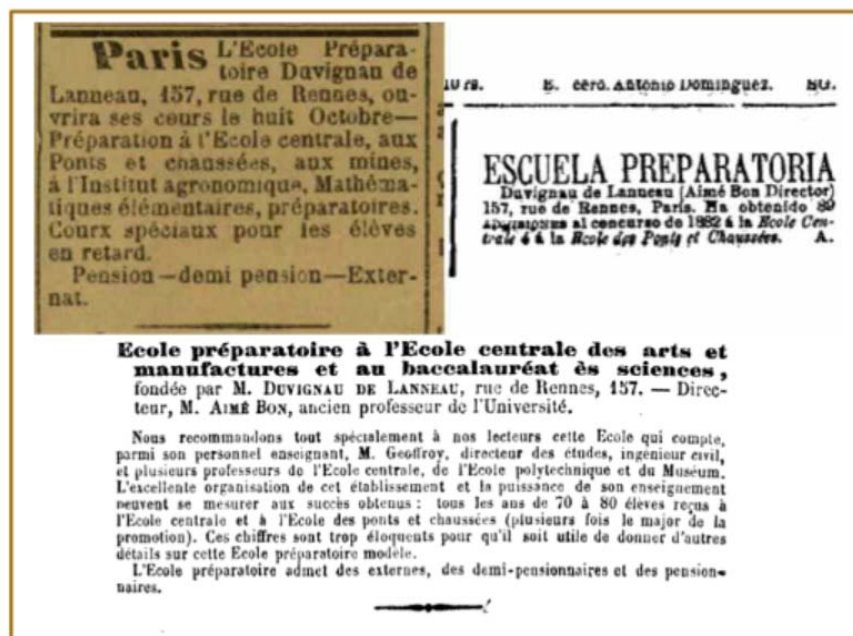 Paris L'Ecole Prépara-
toire Duvignau de
Lanneau, 157, rue de Rennes, ou-
vrira ses cours le huit Octobre—
Préparation à l'Ecole centrale, aux
Ponts et chaussées, aux mines,
à l'Institut agronomique, Mathéma-
tiques élémentaires, préparatoires.
Courx spéciaux pour les élèves
en retard.
Pension—demi pension—Exter-
nat.
Antonio Dominguez.
ESCUELA PREPARATORIA
Duvignau de Lanneau (Aimé Bon Director)
157, rue de Rennes, Paris. Ha obtenido 89
ADMISIONES al concurso de 1882 á la Ecole Cen-
trale é á la Ecole des Ponts et Chaussées. A.
Ecole préparatoire à l'Ecole centrale des arts et
manufactures et au baccalauréat ès sciences,
fondée par M. DUVIGNAU DE LANNEAU, rue de Rennes, 157. — Direc-
teur, M. AIMÉ BON, ancien professeur de l'Université.
Nous recommandons tout spécialement à nos lecteurs cette Ecole qui compte,
parmi son personnel enseignant, M. Geoffroy, directeur des études, ingénieur civil,
et plusieurs professeurs de l'Ecole centrale, de l'Ecole polytechnique et du Muséum.
L'excellente organisation de cet établissement et la puissance de son enseignement
peuvent se mesurer aux succès obtenus : tous les ans de 70 à 80 élèves reçus à
l'Ecole centrale et à l'Ecole des ponts et chaussées (plusieurs fois le major de la
promotion). Ces chiffres sont trop éloquents pour qu'il soit utile de donner d'autres
détails sur cette Ecole préparatoire modèle.
L'Ecole préparatoire admet des externes, des demi-pensionnaires et des pension-
naires.